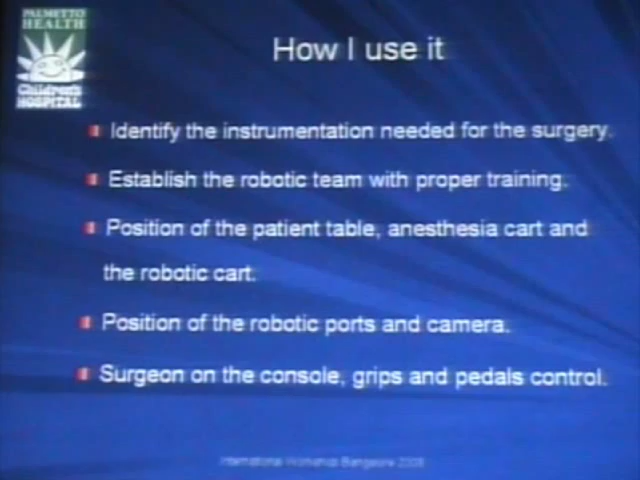 PALMETTO
HEALTH
Children's
HOSPITAL
How I use it
Identify the instrumentation needed for the surgery.
Establish the robotic team with proper training.
Position of the patient table, anesthesia cart and
the robotic cart.
Position of the robotic ports and camera.
Surgeon on the console, grips and pedals control.
International Bangalore